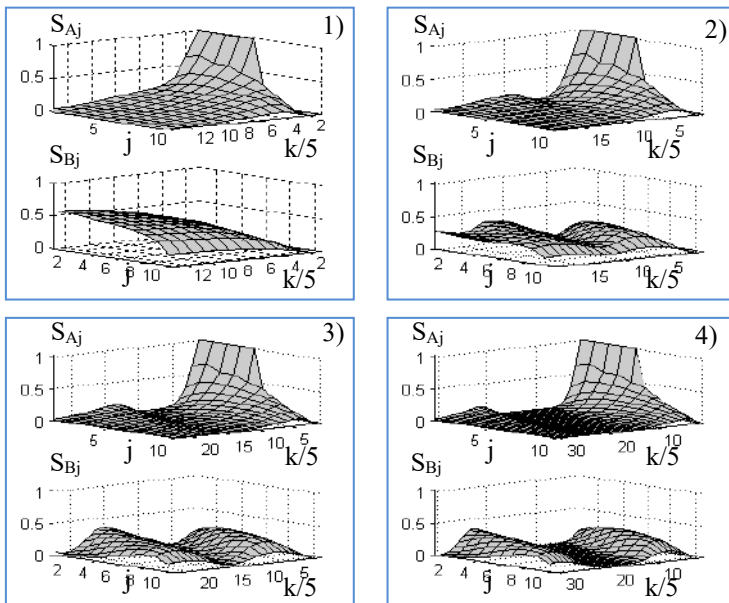 S_Aj 1)
1
0.5
0
5 10 j 12 10 8 6 4 2 k/5
S_Bj
1
0.5
0
2 4 6 8 10 j 12 10 8 6 4 2 k/5
S_Aj 2)
1
0.5
0
5 10 j 15 10 5 k/5
S_Bj
1
0.5
0
2 4 6 8 10 j 15 10 5 k/5
S_Aj 3)
1
0.5
0
5 10 j 20 15 10 5 k/5
S_Bj
1
0.5
0
2 4 6 8 10 j 20 15 10 5 k/5
S_Aj 4)
1
0.5
0
5 10 j 30 20 10 k/5
S_Bj
1
0.5
0
2 4 6 8 10 j 30 20 10 k/5